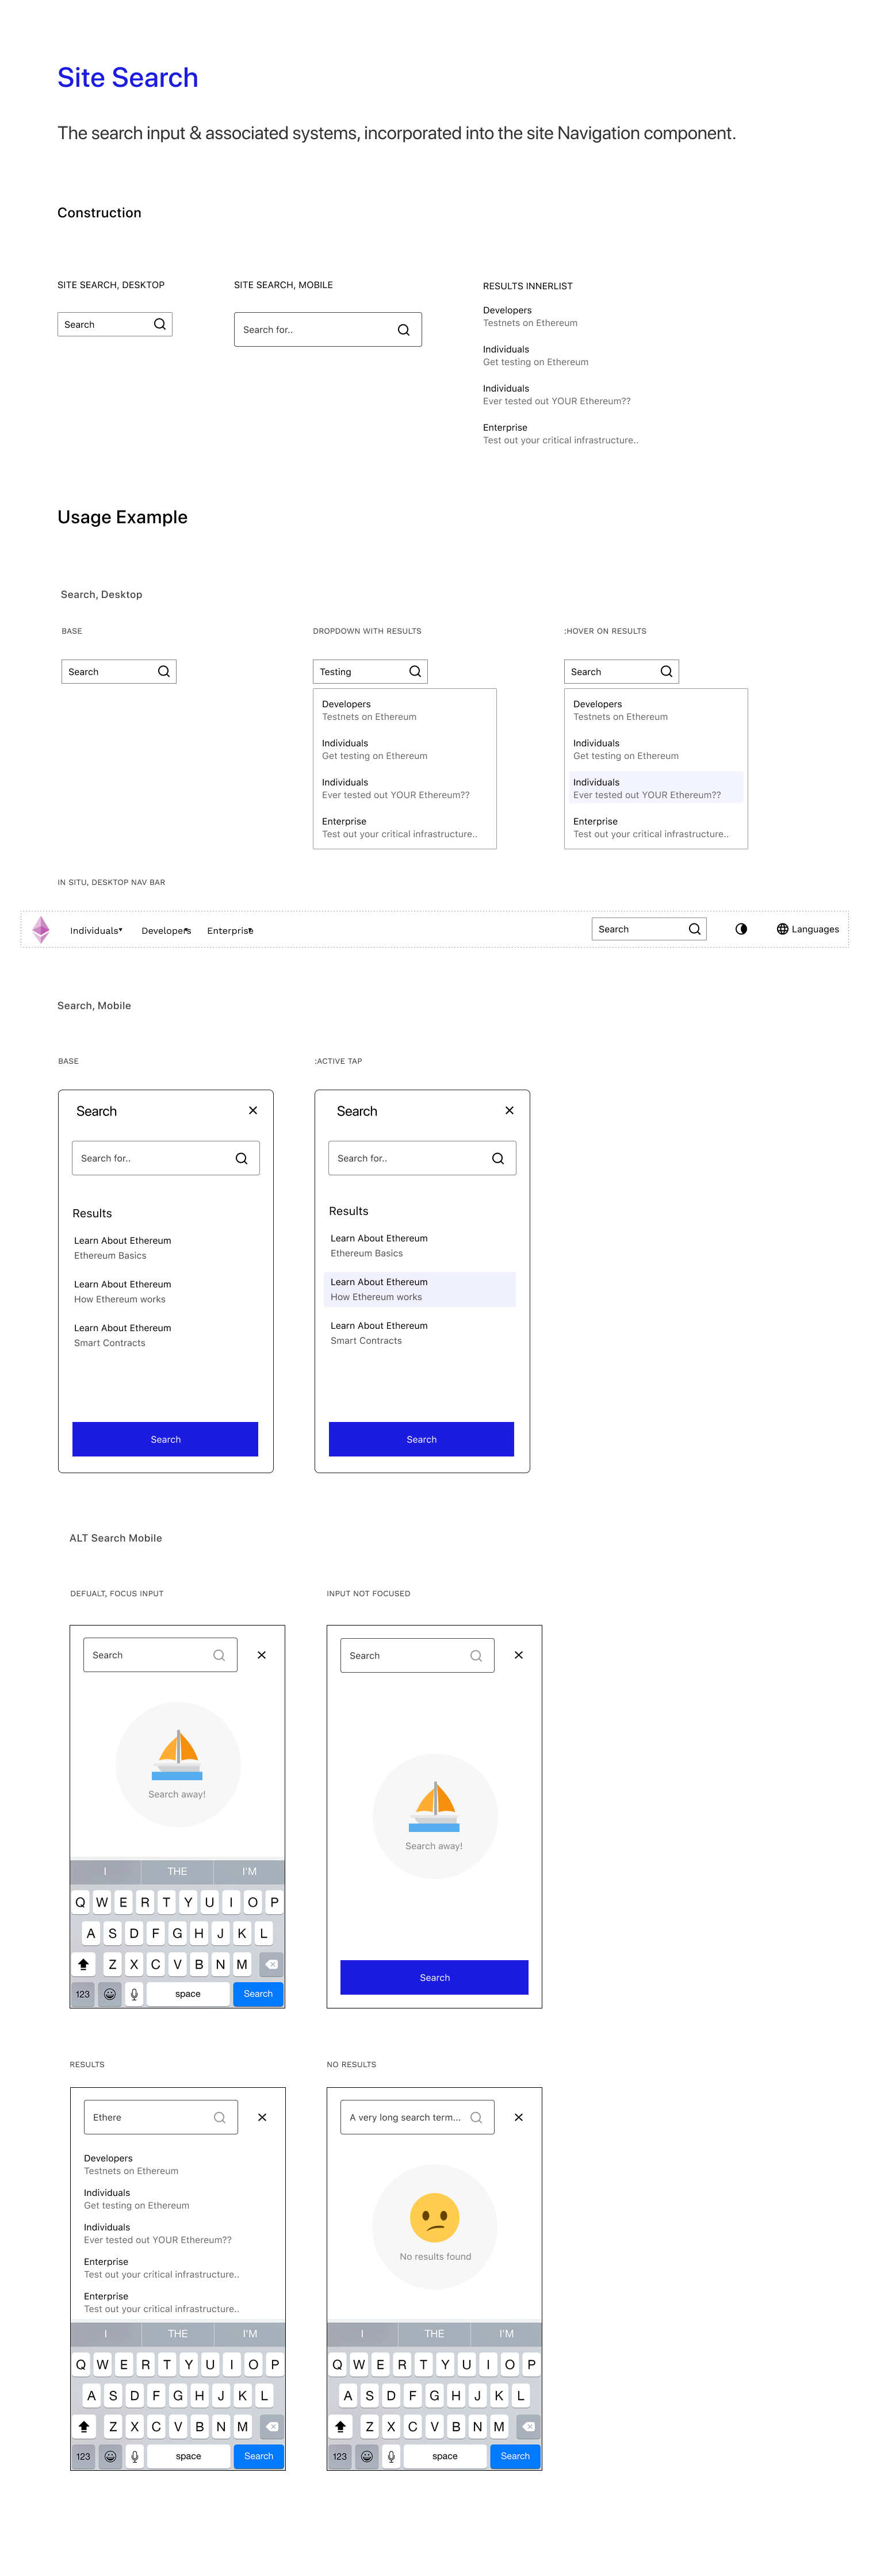 Site Search
The search input & associated systems, incorporated into the site Navigation component.
Construction
SITE SEARCH, DESKTOP
Search
SITE SEARCH, MOBILE
Search for..
RESULTS INNERLIST
Developers
Testnets on Ethereum
Individuals
Get testing on Ethereum
Individuals
Ever tested out YOUR Ethereum??
Enterprise
Test out your critical infrastructure..
Usage Example
Search, Desktop
BASE
Search
DROPDOWN WITH RESULTS
Testing
Developers
Testnets on Ethereum
Individuals
Get testing on Ethereum
Individuals
Ever tested out YOUR Ethereum??
Enterprise
Test out your critical infrastructure..
:HOVER ON RESULTS
Search
Developers
Testnets on Ethereum
Individuals
Get testing on Ethereum
Individuals
Ever tested out YOUR Ethereum??
Enterprise
Test out your critical infrastructure..
IN SITU, DESKTOP NAV BAR
Individuals Developers Enterprise Search Languages
Search, Mobile
BASE
Search
Search for..
Results
Learn About Ethereum
Ethereum Basics
Learn About Ethereum
How Ethereum works
Learn About Ethereum
Smart Contracts
Search
:ACTIVE TAP
Search
Search for..
Results
Learn About Ethereum
Ethereum Basics
Learn About Ethereum
How Ethereum works
Learn About Ethereum
Smart Contracts
Search
ALT Search Mobile
DEFUALT, FOCUS INPUT
Search
Search away!
I THE I'M
Q W E R T Y U I O P
A S D F G H J K L
Z X C V B N M
123 space Search
INPUT NOT FOCUSED
Search
Search away!
Search
RESULTS
Ethere
Developers
Testnets on Ethereum
Individuals
Get testing on Ethereum
Individuals
Ever tested out YOUR Ethereum??
Enterprise
Test out your critical infrastructure..
Enterprise
Test out your critical infrastructure..
I THE I'M
Q W E R T Y U I O P
A S D F G H J K L
Z X C V B N M
123 space Search
NO RESULTS
A very long search term...
No results found
I THE I'M
Q W E R T Y U I O P
A S D F G H J K L
Z X C V B N M
123 space Search